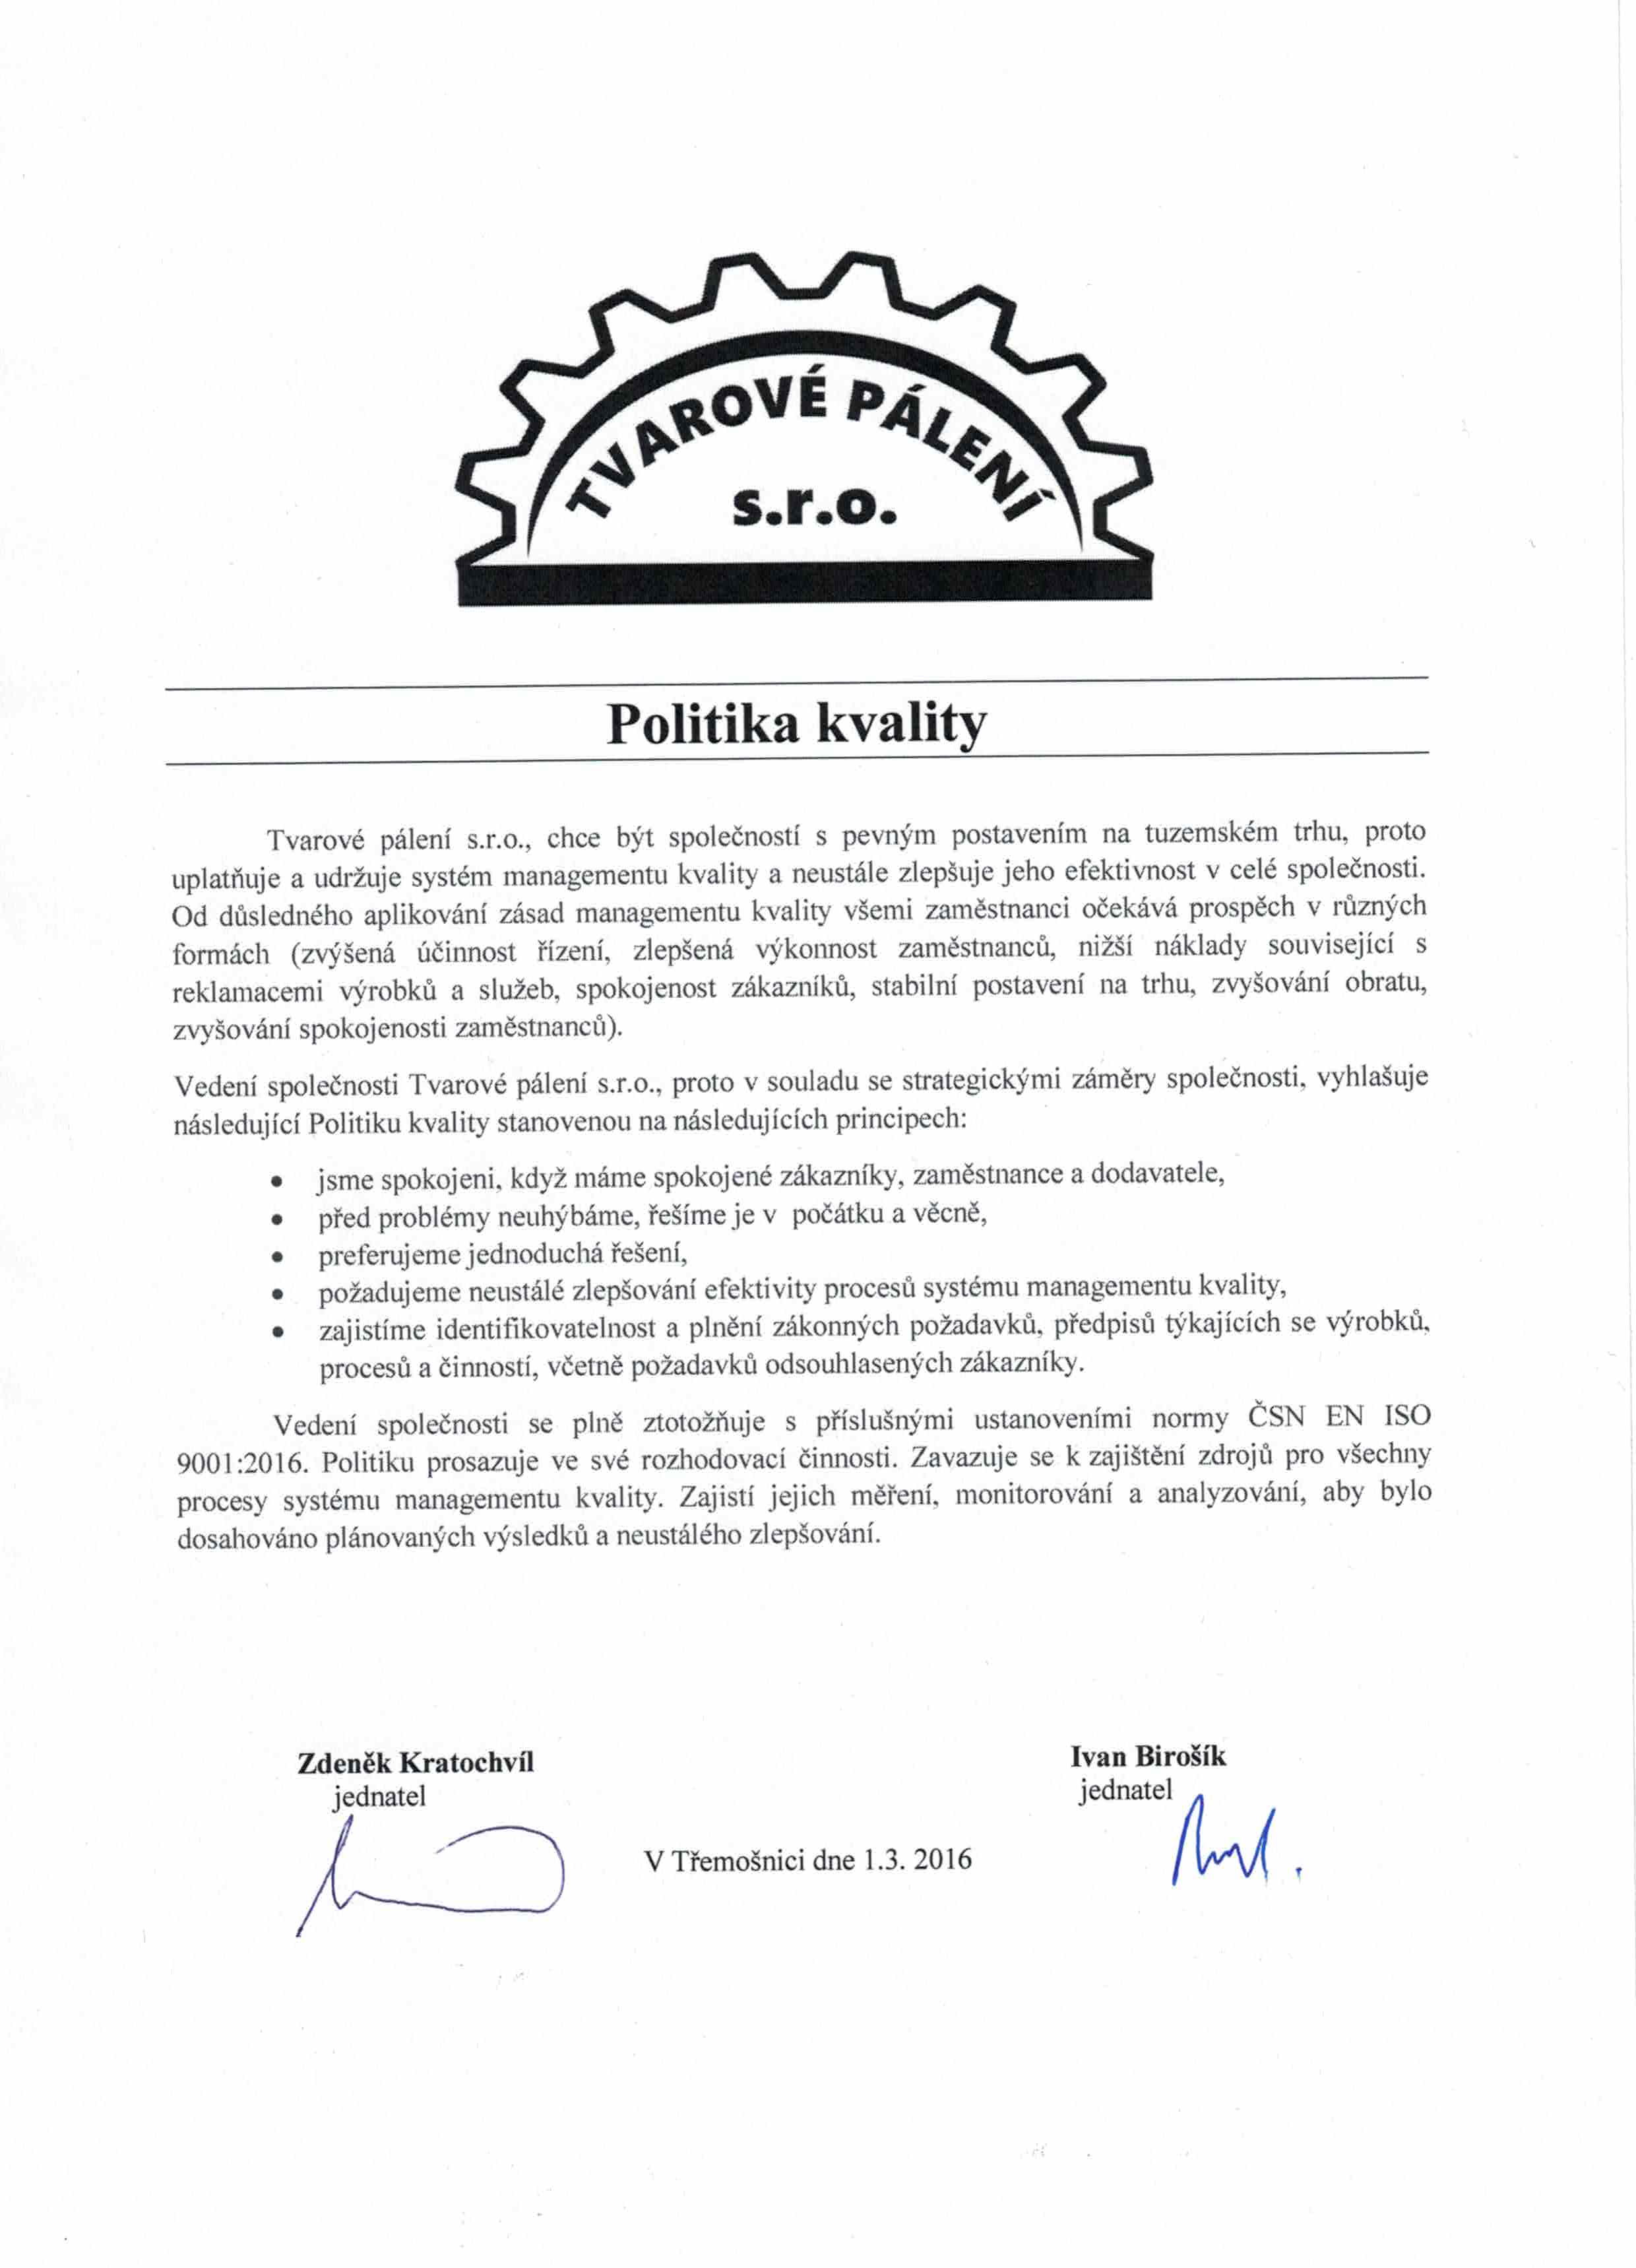 TVAROVÉ PÁLENÍ
s.r.o.
Politika kvality
Tvarové pálení s.r.o., chce být společností s pevným postavením na tuzemském trhu, proto
uplatňuje a udržuje systém managementu kvality a neustále zlepšuje jeho efektivnost v celé společnosti.
Od důsledného aplikování zásad managementu kvality všemi zaměstnanci očekává prospěch v různých
formách (zvýšená účinnost řízení, zlepšená výkonnost zaměstnanců, nižší náklady související s
reklamacemi výrobků a služeb, spokojenost zákazníků, stabilní postavení na trhu, zvyšování obratu,
zvyšování spokojenosti zaměstnanců).
Vedení společnosti Tvarové pálení s.r.o., proto v souladu se strategickými záměry společnosti, vyhlašuje
následující Politiku kvality stanovenou na následujících principech:
• jsme spokojeni, když máme spokojené zákazníky, zaměstnance a dodavatele,
• před problémy neuhýbáme, řešíme je v počátku a věcně,
• preferujeme jednoduchá řešení,
• požadujeme neustálé zlepšování efektivity procesů systému managementu kvality,
• zajistíme identifikovatelnost a plnění zákonných požadavků, předpisů týkajících se výrobků,
procesů a činností, včetně požadavků odsouhlasených zákazníky.
Vedení společnosti se plně ztotožňuje s příslušnými ustanoveními normy ČSN EN ISO
9001:2016. Politiku prosazuje ve své rozhodovací činnosti. Zavazuje se k zajištění zdrojů pro všechny
procesy systému managementu kvality. Zajistí jejich měření, monitorování a analyzování, aby bylo
dosahováno plánovaných výsledků a neustálého zlepšování.
Zdeněk Kratochvíl
jednatel
Ivan Birošík
jednatel
V Třemošnici dne 1.3. 2016